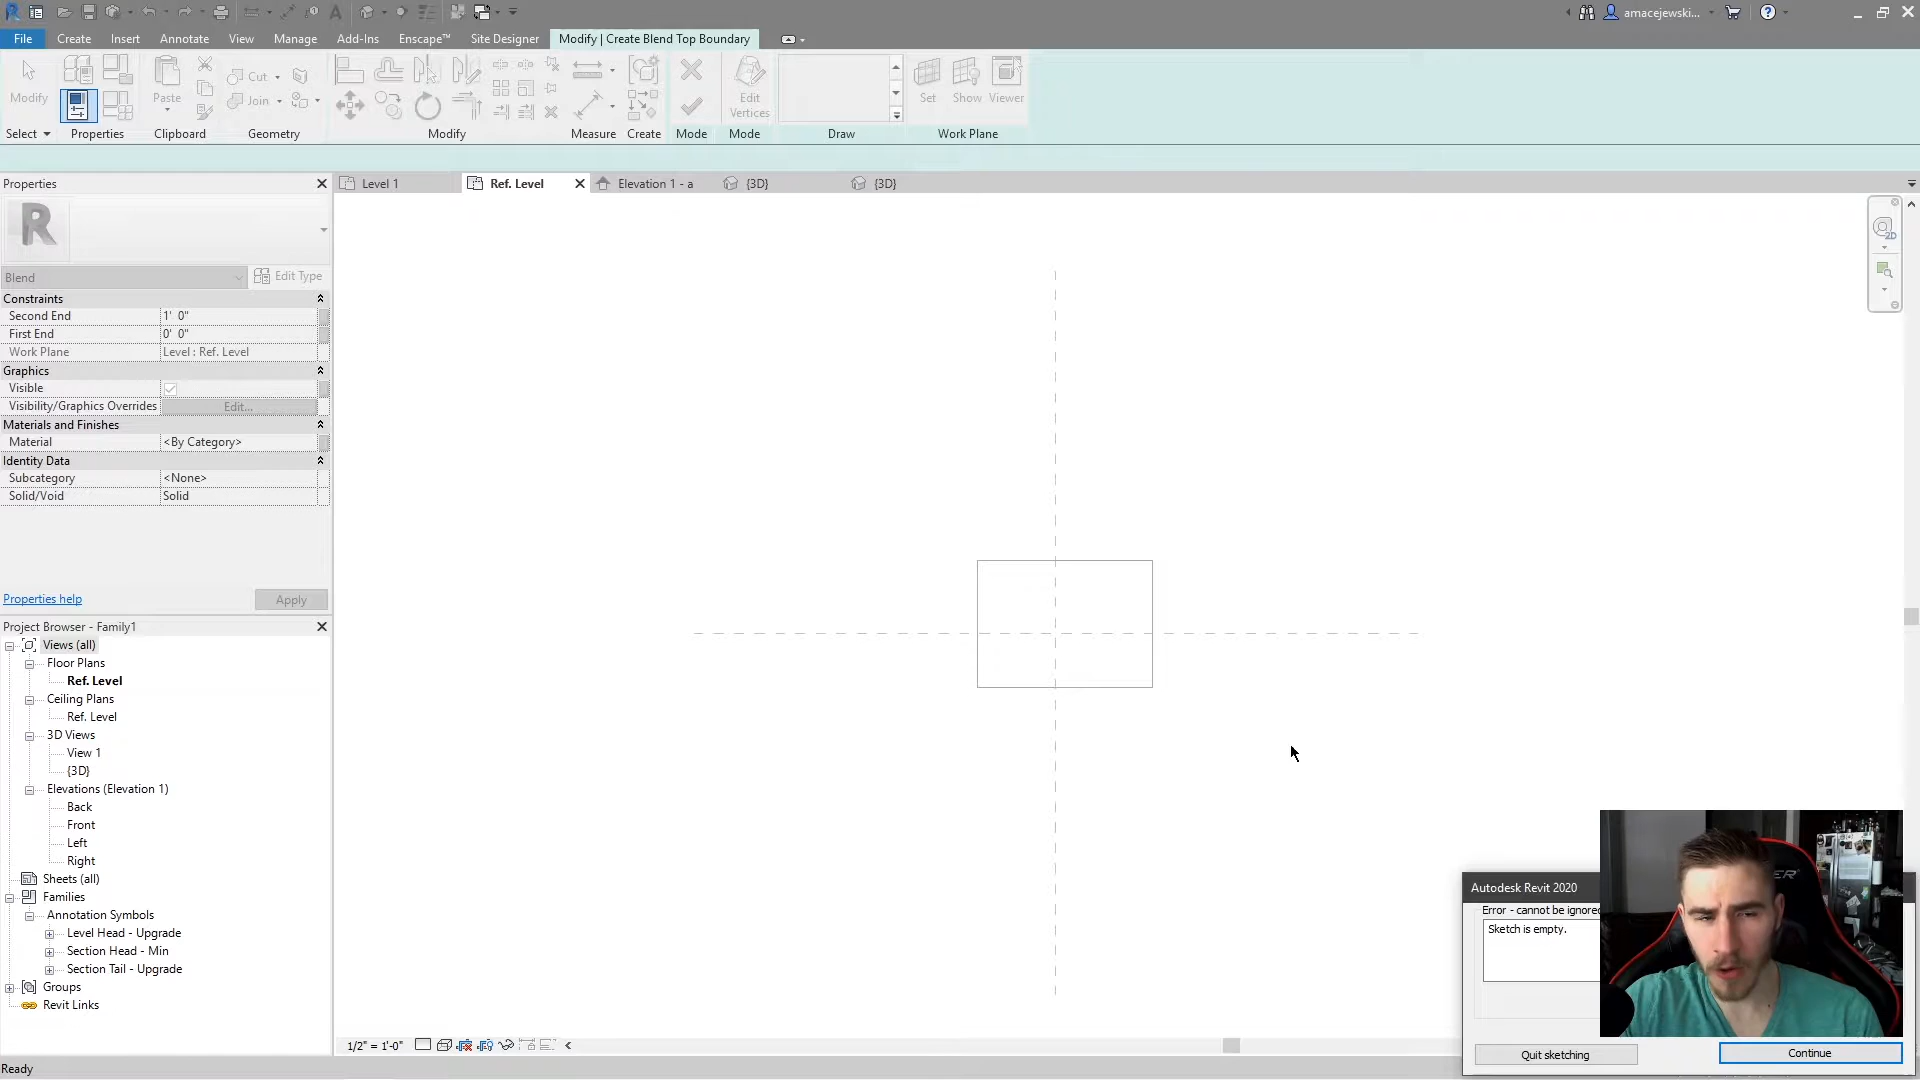 amacejewski...
File Create Insert Annotate View Manage Add-Ins Enscape™ Site Designer Modify | Create Blend Top Boundary
Modify Paste Cut Join Edit Vertices Set Show Viewer
Select Properties Clipboard Geometry Modify Measure Create Mode Mode Draw Work Plane
Properties
Level 1 Ref. Level Elevation 1 - a {3D} {3D}
R
2D
Blend Edit Type
Constraints
Second End 1' 0"
First End 0' 0"
Work Plane Level : Ref. Level
Graphics
Visible
Visibility/Graphics Overrides Edit...
Materials and Finishes
Material <By Category>
Identity Data
Subcategory <None>
Solid/Void Solid
Properties help Apply
Project Browser - Family1
Views (all)
Floor Plans
Ref. Level
Ceiling Plans
Ref. Level
3D Views
View 1
{3D}
Elevations (Elevation 1)
Back
Front
Left
Right
Sheets (all)
Families
Annotation Symbols
Level Head - Upgrade
Section Head - Min
Section Tail - Upgrade
Groups
Revit Links
Autodesk Revit 2020
Error - cannot be ignored
Sketch is empty.
Quit sketching Continue
1/2" = 1'-0"
Ready